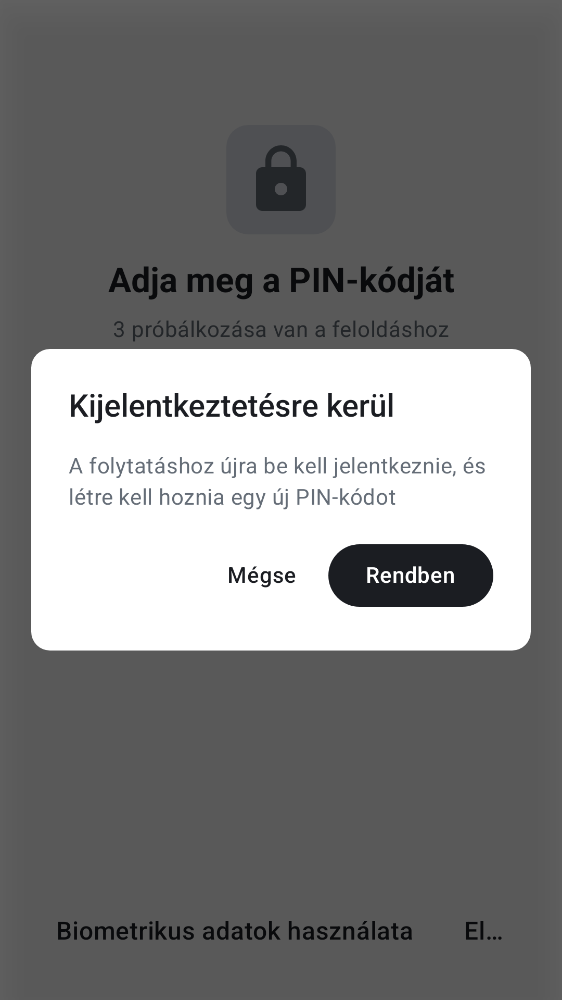 Adja meg a PIN-kódját
3 próbálkozása van a feloldáshoz
Kijelentkeztetésre kerül
A folytatáshoz újra be kell jelentkeznie, és
létre kell hoznia egy új PIN-kódot
Mégse
Rendben
Biometrikus adatok használata
El…